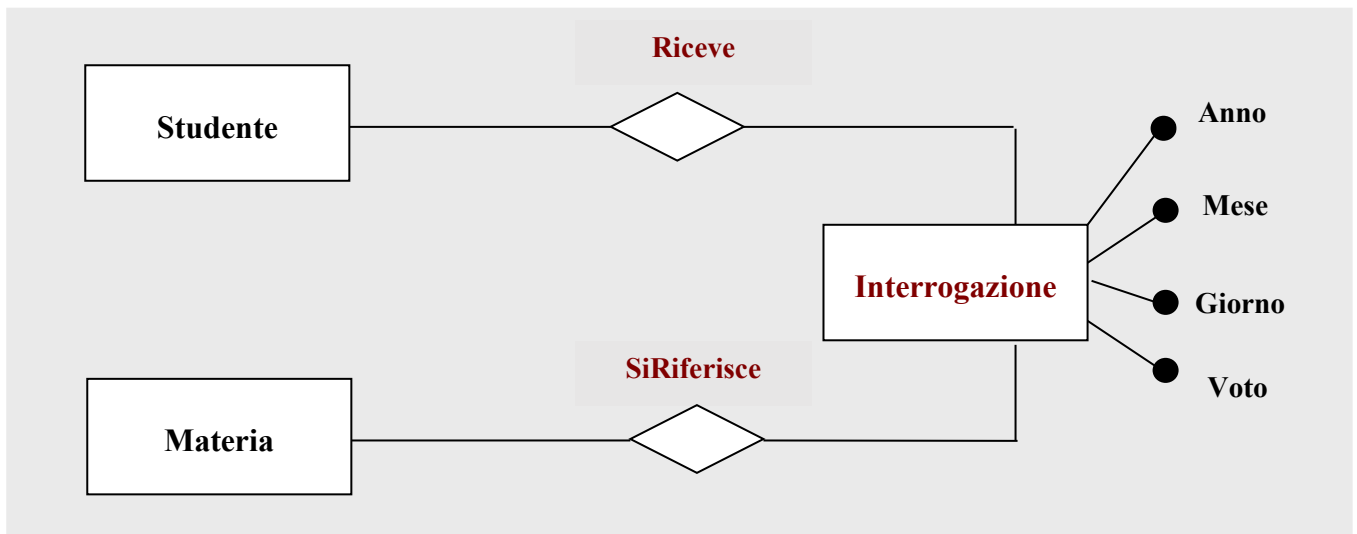 Riceve
Studente
Anno
Mese
Interrogazione
Giorno
SiRiferisce
Voto
Materia